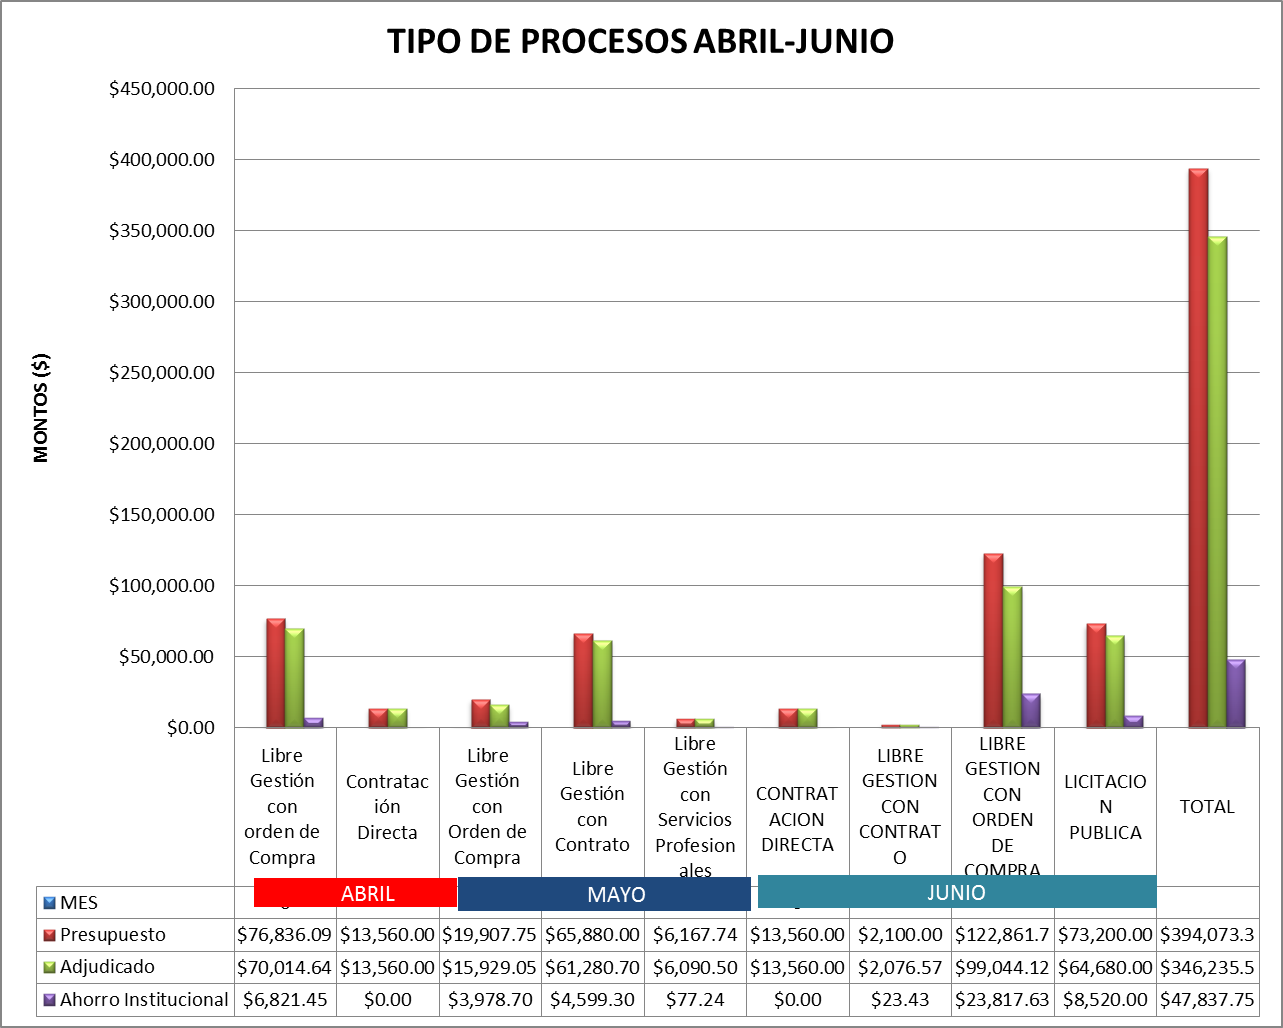 TIPO DE PROCESOS ABRIL-JUNIO
$450,000.00
$400,000.00
$350,000.00
$300,000.00
$250,000.00
$200,000.00
$150,000.00
$100,000.00
$50,000.00
$0.00
MONTOS ($)
Libre
Gestión
con
orden de
Compra
Contratac
ión
Directa
Libre
Gestión
con
Orden de
Compra
Libre
Gestión
con
Contrato
Libre
Gestión
con
Servicios
Profesion
ales
CONTRAT
ACION
DIRECTA
LIBRE
GESTION
CON
CONTRAT
O
LIBRE
GESTION
CON
ORDEN
DE
COMPRA
LICITACIO
N
PUBLICA
TOTAL
ABRIL
MAYO
JUNIO
MES
Presupuesto $76,836.09 $13,560.00 $19,907.75 $65,880.00 $6,167.74 $13,560.00 $2,100.00 $122,861.7 $73,200.00 $394,073.3
Adjudicado $70,014.64 $13,560.00 $15,929.05 $61,280.70 $6,090.50 $13,560.00 $2,076.57 $99,044.12 $64,680.00 $346,235.5
Ahorro Institucional $6,821.45 $0.00 $3,978.70 $4,599.30 $77.24 $0.00 $23.43 $23,817.63 $8,520.00 $47,837.75